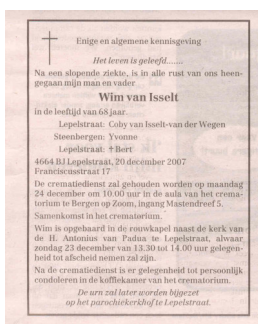 Enige en algemene kennisgeving
Het leven is geleefd.......
Na een slopende ziekte, is in alle rust van ons heen-
gegaan mijn man en vader
Wim van Isselt
in de leeftijd van 68 jaar.
Lepelstraat: Coby van Isselt-van der Wegen
Steenbergen: Yvonne
Lepelstraat: ✝Bert
4664 BJ Lepelstraat, 20 december 2007
Franciscusstraat 17
De crematiedienst zal gehouden worden op maandag
24 december om 10.00 uur in de aula van het crema-
torium te Bergen op Zoom, ingang Mastendreef 5.
Samenkomst in het crematorium.
Wim is opgebaard in de rouwkapel naast de kerk van
de H. Antonius van Padua te Lepelstraat, alwaar
zondag 23 december van 13.30 tot 14.00 uur gelegen-
heid tot afscheid nemen zal zijn.
Na de crematiedienst is er gelegenheid tot persoonlijk
condoleren in de koffiekamer van het crematorium.
De urn zal later worden bijgezet
op het parochiekerkhof te Lepelstraat.